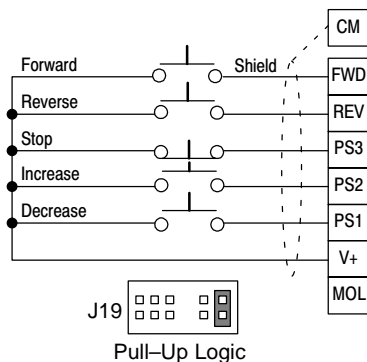 CM
Forward
Shield
FWD
Reverse
REV
Stop
PS3
Increase
PS2
Decrease
PS1
V+
MOL
J19
Pull–Up Logic